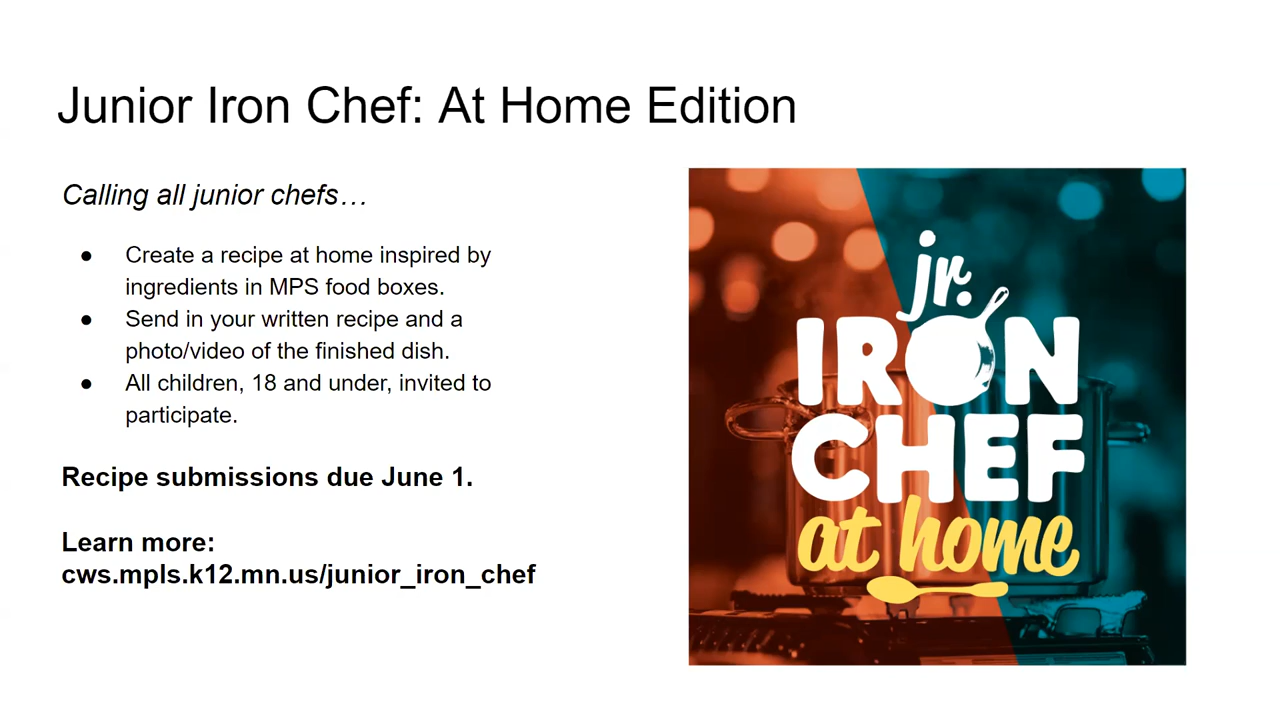 Junior Iron Chef: At Home Edition
Calling all junior chefs…
● Create a recipe at home inspired by
ingredients in MPS food boxes.
● Send in your written recipe and a
photo/video of the finished dish.
● All children, 18 and under, invited to
participate.
Recipe submissions due June 1.
Learn more:
cws.mpls.k12.mn.us/junior_iron_chef
jr.
IRON
CHEF
at home